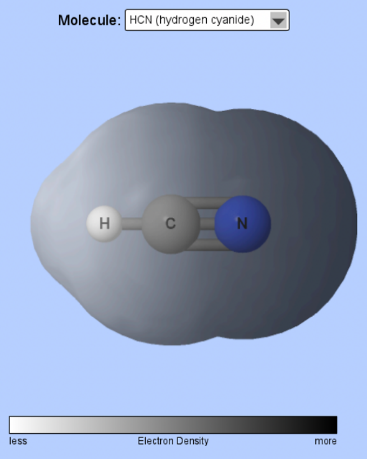 Molecule: HCN (hydrogen cyanide)
H C N
less Electron Density more